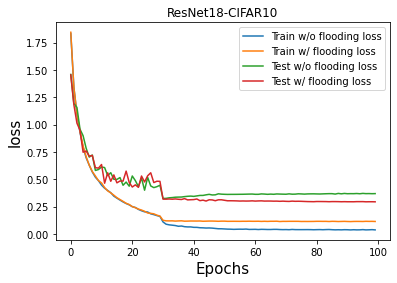 ResNet18-CIFAR10
Train w/o flooding loss
Train w/ flooding loss
Test w/o flooding loss
Test w/ flooding loss
1.75
1.50
1.25
1.00
0.75
0.50
0.25
0.00
loss
0 20 40 60 80 100
Epochs